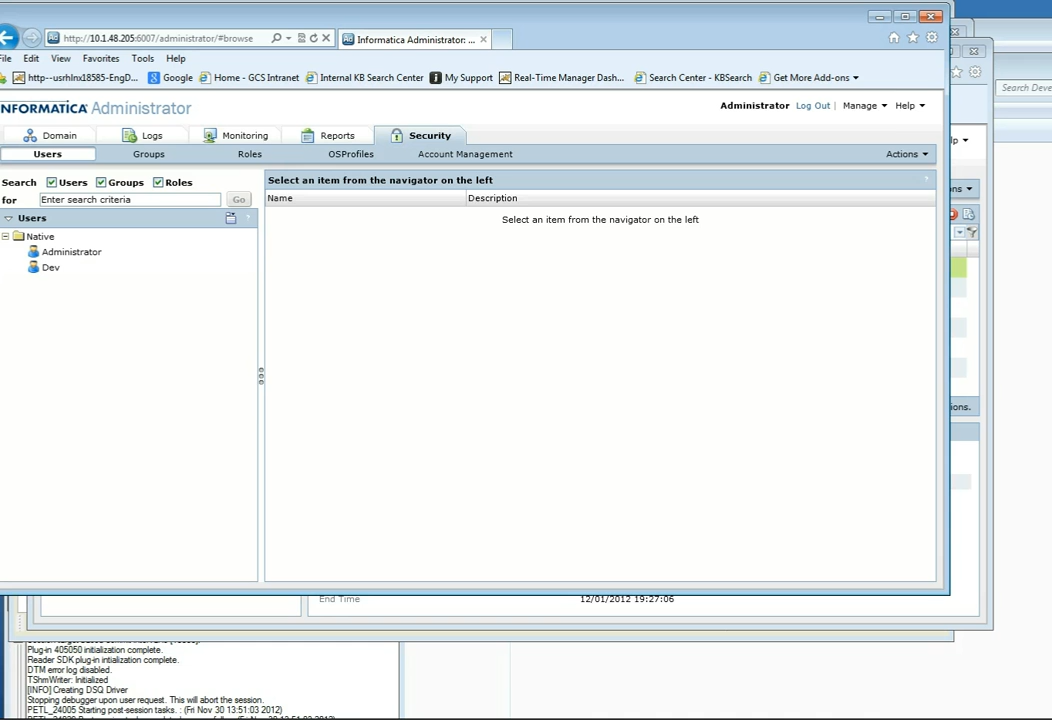 http://10.1.48.205:6007/administrator/#browse
Informatica Administrator: ...
File Edit View Favorites Tools Help
Search Deve
http--usrhlnx18585-EngD... Google Home - GCS Intranet Internal KB Search Center My Support Real-Time Manager Dash... Search Center - KBSearch Get More Add-ons
NFORMATICA Administrator
Administrator Log Out | Manage Help
lp
Domain Logs Monitoring Reports Security
Users Groups Roles OSProfiles Account Management Actions
Search Users Groups Roles
for Enter search criteria Go
Select an item from the navigator on the left
Name Description
Select an item from the navigator on the left
ns
Users
Native
Administrator
Dev
ions.
End Time 12/01/2012 19:27:06
Plug-in 405050 initialization complete.
Reader SDK plug-in intialization complete.
DTM error log disabled.
TShmWriter: Initialized
[INFO] Creating DSQ Driver
Stopping debugger upon user request. This will abort the session.
PETL_24005 Starting post-session tasks. : (Fri Nov 30 13:51:03 2012)